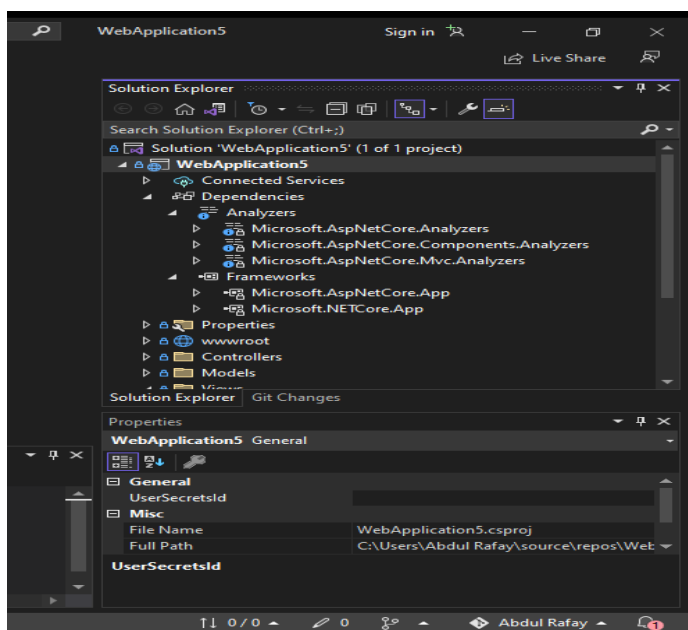 WebApplication5
Sign in
Live Share
Solution Explorer
Search Solution Explorer (Ctrl+;)
Solution 'WebApplication5' (1 of 1 project)
WebApplication5
Connected Services
Dependencies
Analyzers
Microsoft.AspNetCore.Analyzers
Microsoft.AspNetCore.Components.Analyzers
Microsoft.AspNetCore.Mvc.Analyzers
Frameworks
Microsoft.AspNetCore.App
Microsoft.NETCore.App
Properties
wwwroot
Controllers
Models
Views
Solution Explorer Git Changes
Properties
WebApplication5 General
General
UserSecretsId
Misc
File Name WebApplication5.csproj
Full Path C:\Users\Abdul Rafay\source\repos\Web
UserSecretsId
0/0 0 Abdul Rafay 1